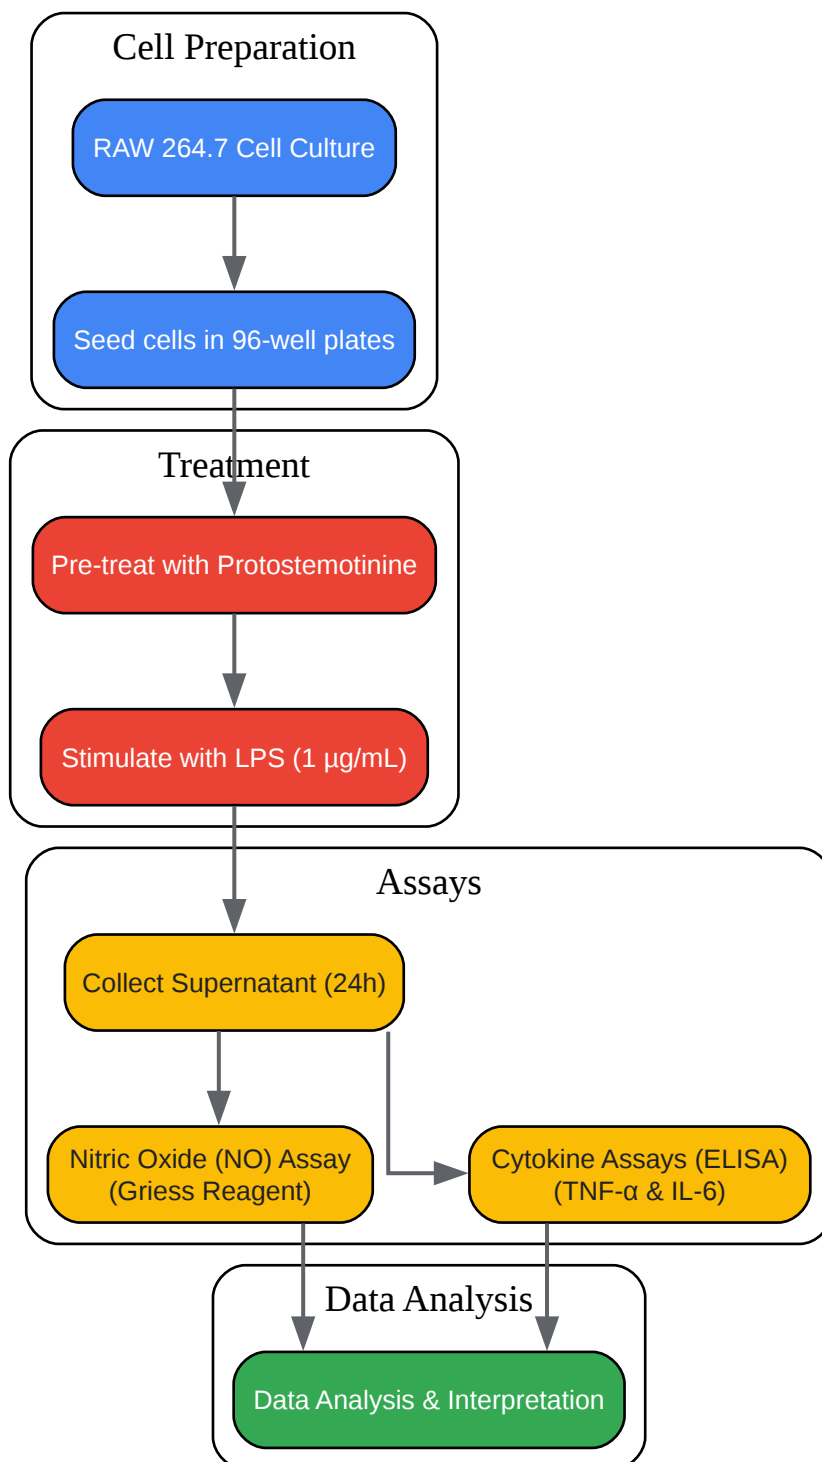 Cell Preparation
RAW 264.7 Cell Culture
Seed cells in 96-well plates
Treatment
Pre-treat with Protostemotinine
Stimulate with LPS (1 µg/mL)
Assays
Collect Supernatant (24h)
Nitric Oxide (NO) Assay
(Griess Reagent)
Cytokine Assays (ELISA)
(TNF-α & IL-6)
Data Analysis
Data Analysis & Interpretation